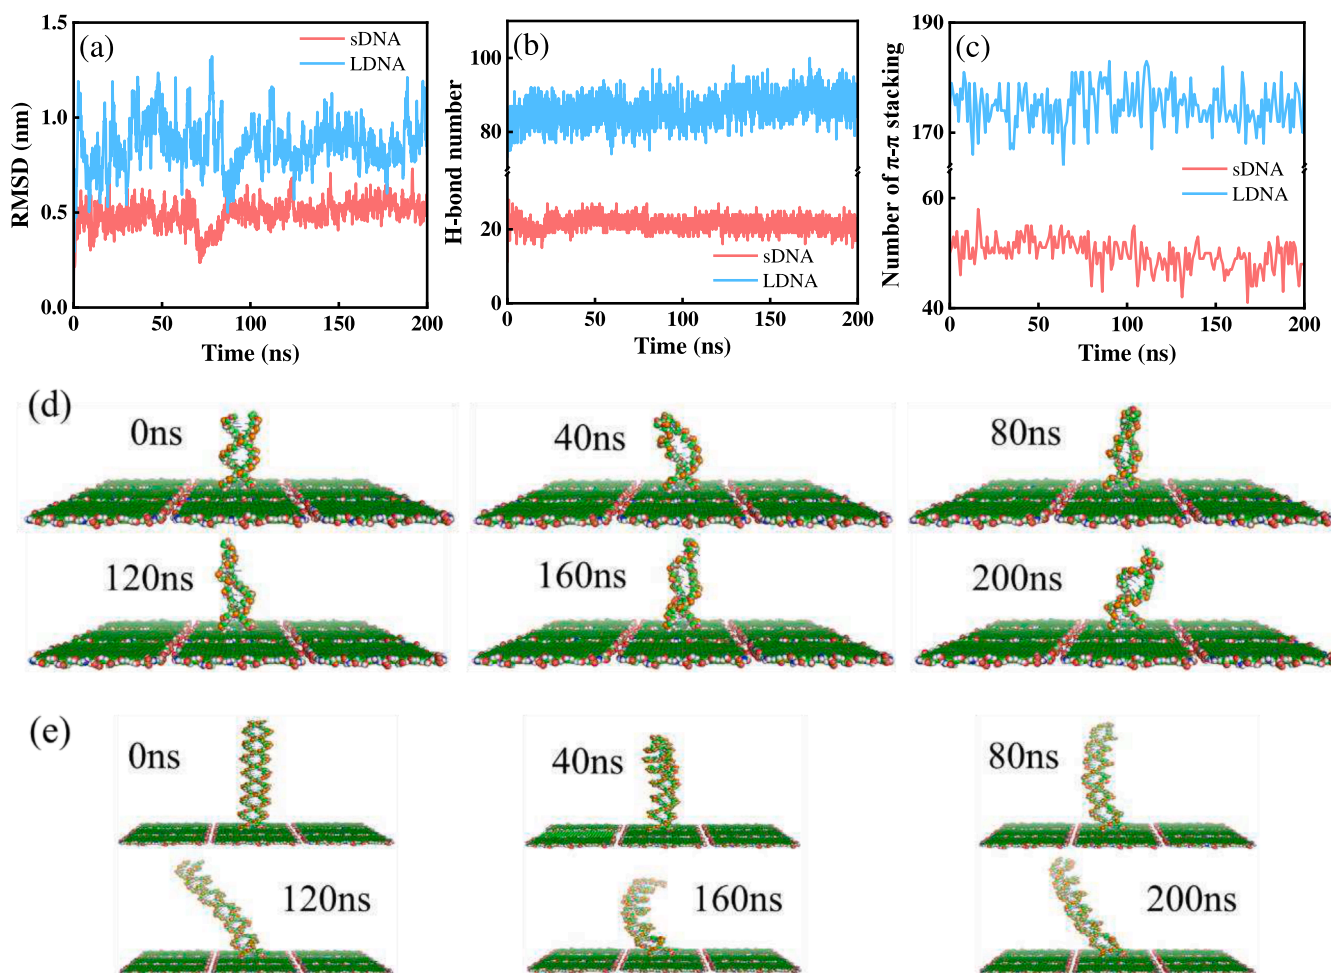 (a)
sDNA
LDNA
RMSD (nm)
1.5
1.0
0.5
0.0
0
50
100
150
200
Time (ns)
(b)
H-bond number
100
80
20
0
sDNA
LDNA
0
50
100
150
200
Time (ns)
(c)
Number of π-π stacking
190
170
60
40
sDNA
LDNA
0
50
100
150
200
Time (ns)
(d)
0ns
40ns
80ns
120ns
160ns
200ns
(e)
0ns
40ns
80ns
120ns
160ns
200ns